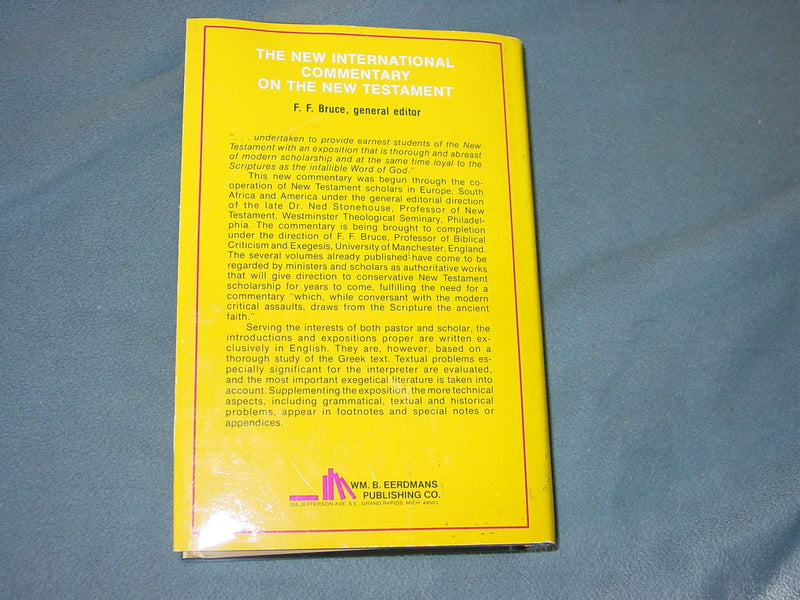 THE NEW INTERNATIONAL
COMMENTARY
ON THE NEW TESTAMENT
F. F. Bruce, general editor
". . . undertaken to provide earnest students of the New
Testament with an exposition that is thorough and abreast
of modern scholarship and at the same time loyal to the
Scriptures as the infallible Word of God."
This new commentary was begun through the co-
operation of New Testament scholars in Europe, South
Africa and America under the general editorial direction
of the late Dr. Ned Stonehouse, Professor of New
Testament, Westminster Theological Seminary, Philadel-
phia. The commentary is being brought to completion
under the direction of F. F. Bruce, Professor of Biblical
Criticism and Exegesis, University of Manchester, England.
The several volumes already published have come to be
regarded by ministers and scholars as authoritative works
that will give direction to conservative New Testament
scholarship for years to come, fulfilling the need for a
commentary "which, while conversant with the modern
critical assaults, draws from the Scripture the ancient
faith."
Serving the interests of both pastor and scholar, the
introductions and expositions proper are written ex-
clusively in English. They are, however, based on a
thorough study of the Greek text. Textual problems es-
pecially significant for the interpreter are evaluated,
and the most important exegetical literature is taken into
account. Supplementing the exposition, the more technical
aspects, including grammatical, textual and historical
problems, appear in footnotes and special notes or
appendices.
WM. B. EERDMANS
PUBLISHING CO.
255 JEFFERSON AVE. S.E., GRAND RAPIDS, MICH. 49503